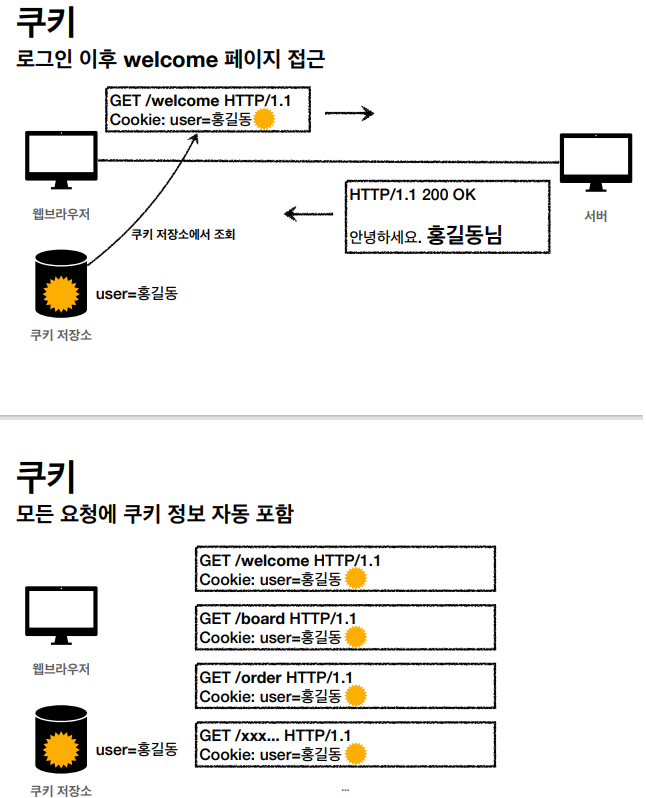 쿠키
로그인 이후 welcome 페이지 접근
GET /welcome HTTP/1.1
Cookie: user=홍길동
웹브라우저
HTTP/1.1 200 OK
안녕하세요. 홍길동님
서버
쿠키 저장소에서 조회
user=홍길동
쿠키 저장소
쿠키
모든 요청에 쿠키 정보 자동 포함
GET /welcome HTTP/1.1
Cookie: user=홍길동
GET /board HTTP/1.1
Cookie: user=홍길동
웹브라우저
GET /order HTTP/1.1
Cookie: user=홍길동
GET /xxx... HTTP/1.1
Cookie: user=홍길동
user=홍길동
쿠키 저장소
...